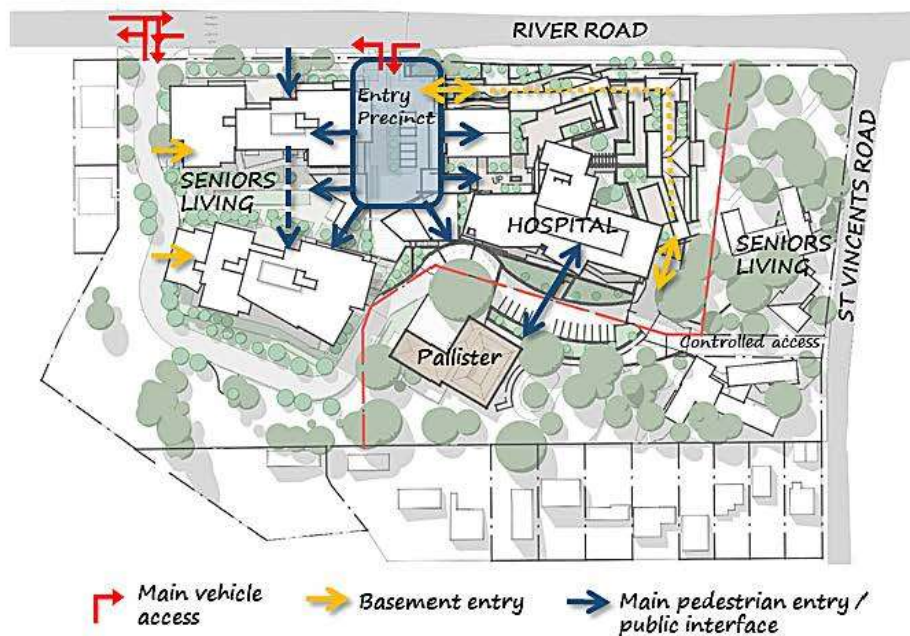 RIVER ROAD
Entry
Precinct
SENIORS
LIVING
HOSPITAL
SENIORS
LIVING
ST VINCENTS ROAD
Controlled access
Pallister
Main vehicle
access
Basement entry
Main pedestrian entry /
public interface